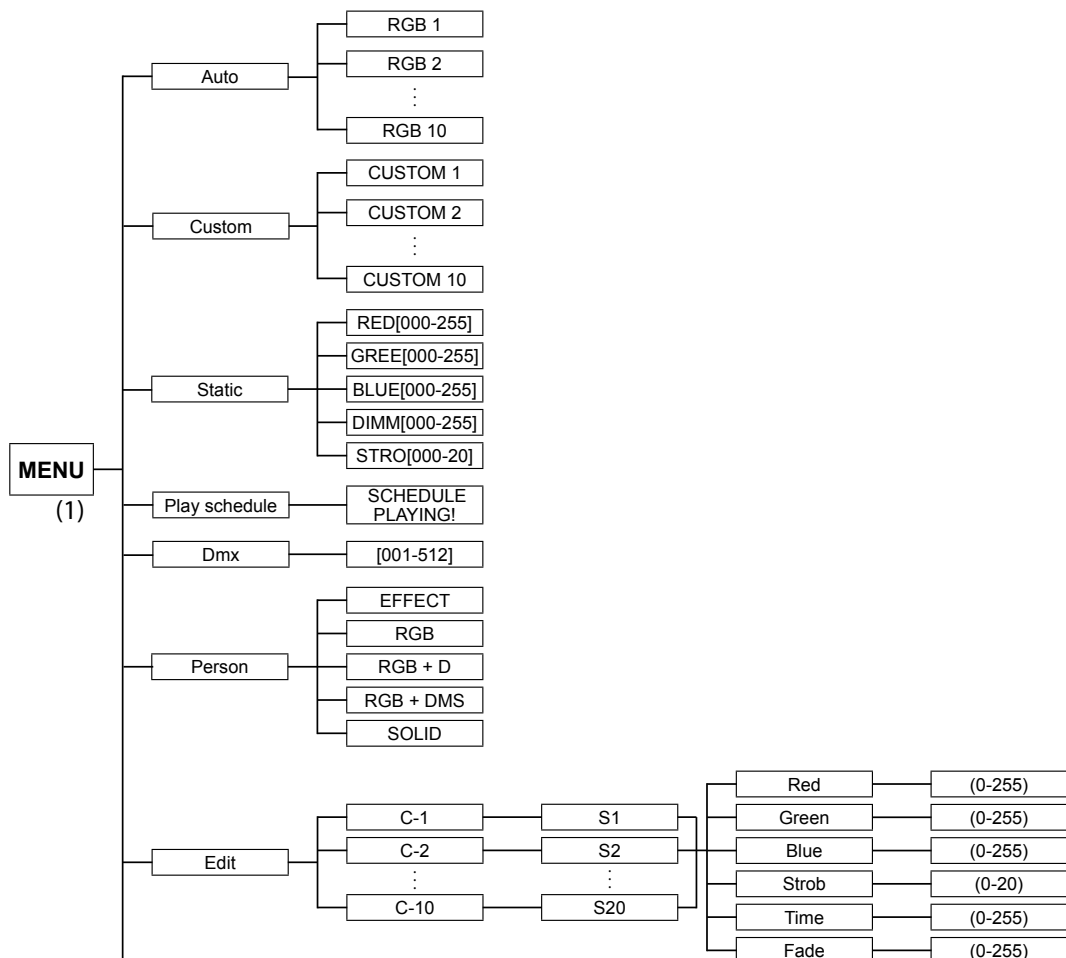 MENU
(1)
Auto
RGB 1
RGB 2
RGB 10
Custom
CUSTOM 1
CUSTOM 2
CUSTOM 10
Static
RED[000-255]
GREE[000-255]
BLUE[000-255]
DIMM[000-255]
STRO[000-20]
Play schedule
SCHEDULE
PLAYING!
Dmx
[001-512]
Person
EFFECT
RGB
RGB + D
RGB + DMS
SOLID
Edit
C-1
S1
C-2
S2
C-10
S20
Red
(0-255)
Green
(0-255)
Blue
(0-255)
Strob
(0-20)
Time
(0-255)
Fade
(0-255)